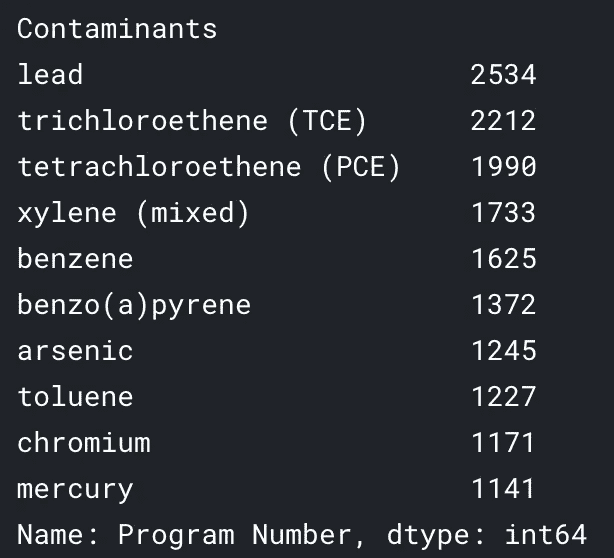 Contaminants
lead 2534
trichloroethene (TCE) 2212
tetrachloroethene (PCE) 1990
xylene (mixed) 1733
benzene 1625
benzo(a)pyrene 1372
arsenic 1245
toluene 1227
chromium 1171
mercury 1141
Name: Program Number, dtype: int64